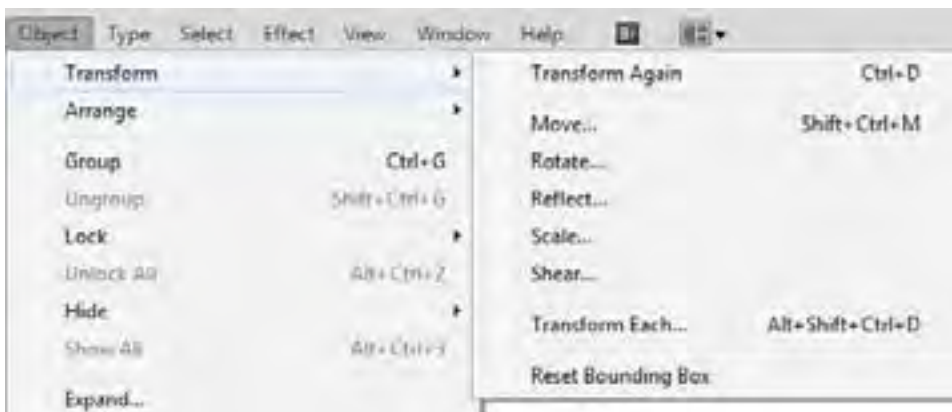 Object Type Select Effect View Window Help Br
Transform
Arrange
Group Ctrl+G
Ungroup Shift+Ctrl+G
Lock
Unlock All Alt+Ctrl+2
Hide
Show All Alt+Ctrl+3
Expand...
Transform Again Ctrl+D
Move... Shift+Ctrl+M
Rotate...
Reflect...
Scale...
Shear...
Transform Each... Alt+Shift+Ctrl+D
Reset Bounding Box